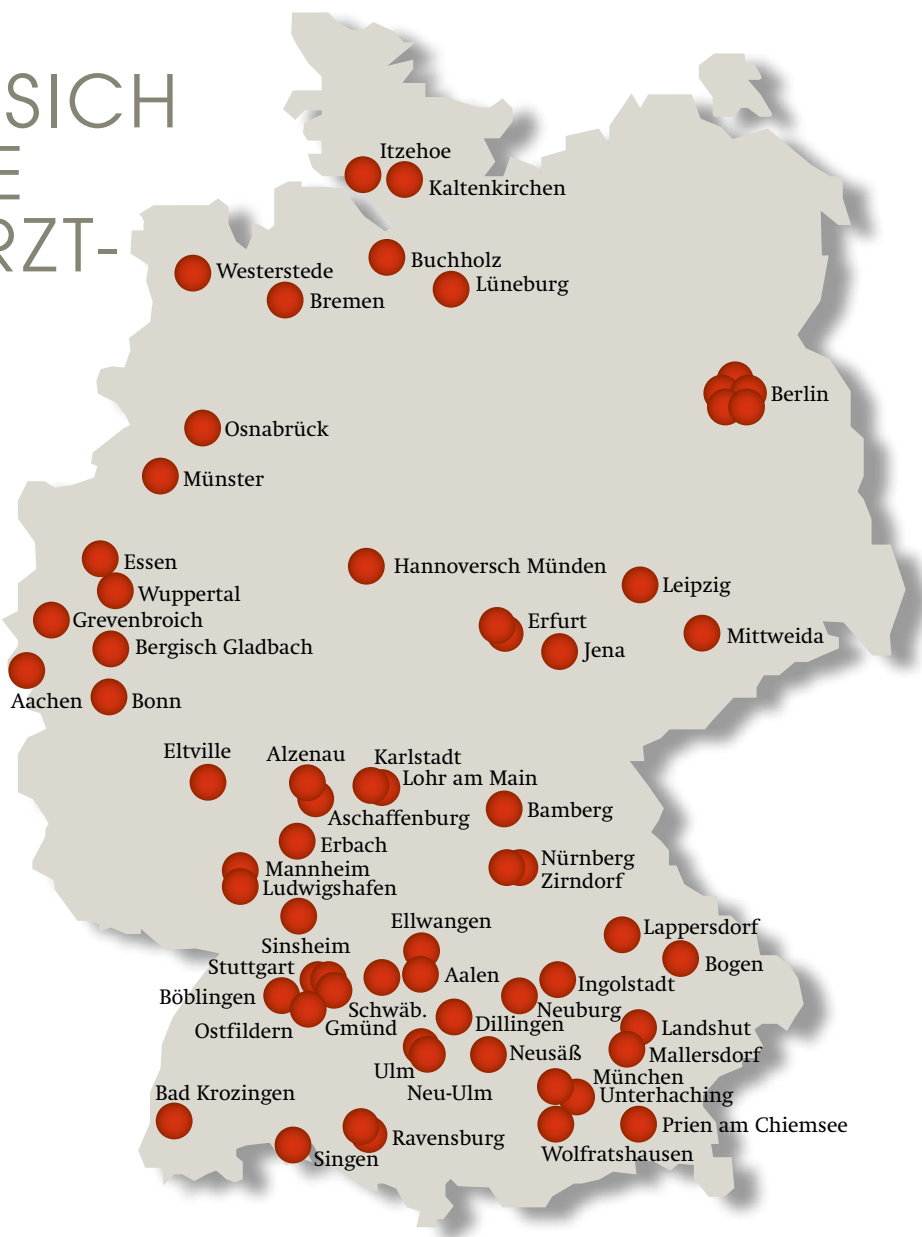 SICH
E
RZT-
Itzehoe
Kaltenkirchen
Buchholz
Westerstede
Lüneburg
Bremen
Berlin
Osnabrück
Münster
Essen
Hannoversch Münden
Leipzig
Wuppertal
Grevenbroich
Erfurt
Mittweida
Bergisch Gladbach
Jena
Aachen
Bonn
Eltville
Alzenau
Karlstadt
Lohr am Main
Bamberg
Aschaffenburg
Erbach
Nürnberg
Mannheim
Zirndorf
Ludwigshafen
Ellwangen
Lappersdorf
Sinsheim
Bogen
Stuttgart
Aalen
Ingolstadt
Böblingen
Schwäb.
Gmünd
Neuburg
Ostfildern
Dillingen
Landshut
Neusäß
Mallersdorf
Ulm
München
Neu-Ulm
Unterhaching
Bad Krozingen
Prien am Chiemsee
Ravensburg
Wolfratshausen
Singen